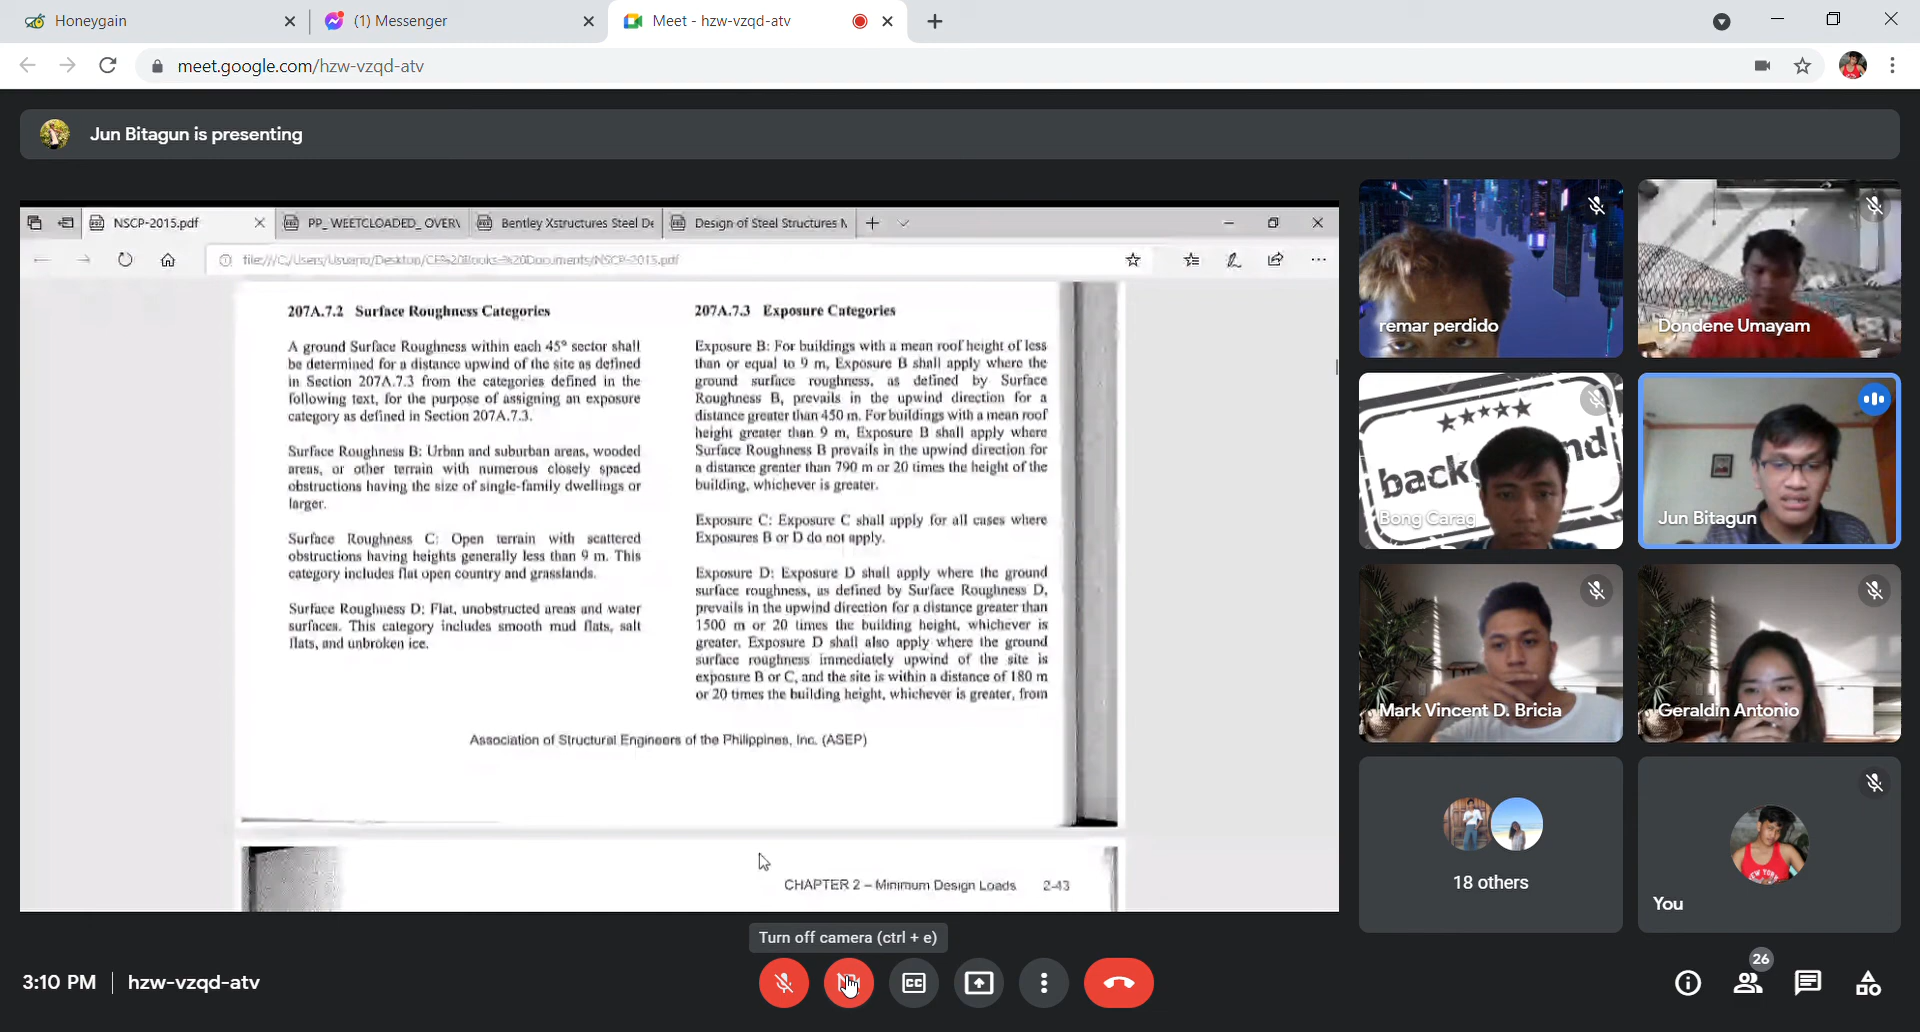 Honeygain
(1) Messenger
Meet - hzw-vzqd-atv
meet.google.com/hzw-vzqd-atv
Jun Bitagun is presenting
NSCP-2015.pdf
PP_ WEETCLOADED_ OVER
Bentley Xstructures Steel De
Design of Steel Structures
file:///C:/Users/Usuario/Desktop/CE%20Books-%20Documents/NSCP-2015.pdf
207A.7.2 Surface Roughness Categories
A ground Surface Roughness within each 45° sector shall
be determined for a distance upwind of the site as defined
in Section 207A.7.3 from the categories defined in the
following text, for the purpose of assigning an exposure
category as defined in Section 207A.7.3.
Surface Roughness B: Urban and suburban areas, wooded
areas, or other terrain with numerous closely spaced
obstructions having the size of single-family dwellings or
larger.
Surface Roughness C: Open terrain with scattered
obstructions having heights generally less than 9 m. This
category includes flat open country and grasslands.
Surface Roughness D: Flat, unobstructed areas and water
surfaces. This category includes smooth mud flats, salt
flats, and unbroken ice.
207A.7.3 Exposure Categories
Exposure B: For buildings with a mean roof height of less
than or equal to 9 m, Exposure B shall apply where the
ground surface roughness, as defined by Surface
Roughness B, prevails in the upwind direction for a
distance greater than 450 m. For buildings with a mean roof
height greater than 9 m, Exposure B shall apply where
Surface Roughness B prevails in the upwind direction for
a distance greater than 790 m or 20 times the height of the
building, whichever is greater.
Exposure C: Exposure C shall apply for all cases where
Exposures B or D do not apply.
Exposure D: Exposure D shall apply where the ground
surface roughness, as defined by Surface Roughness D,
prevails in the upwind direction for a distance greater than
1500 m or 20 times the building height, whichever is
greater. Exposure D shall also apply where the ground
surface roughness immediately upwind of the site is
exposure B or C, and the site is within a distance of 180 m
or 20 times the building height, whichever is greater, from
Association of Structural Engineers of the Philippines, Inc. (ASEP)
CHAPTER 2 – Minimum Design Loads 2-43
remar perdido
Dondene Umayam
back nd
Bong Carag
Jun Bitagun
Mark Vincent D. Bricia
Geraldin Antonio
18 others
NEW YORK
You
Turn off camera (ctrl + e)
3:10 PM
hzw-vzqd-atv
CC
26